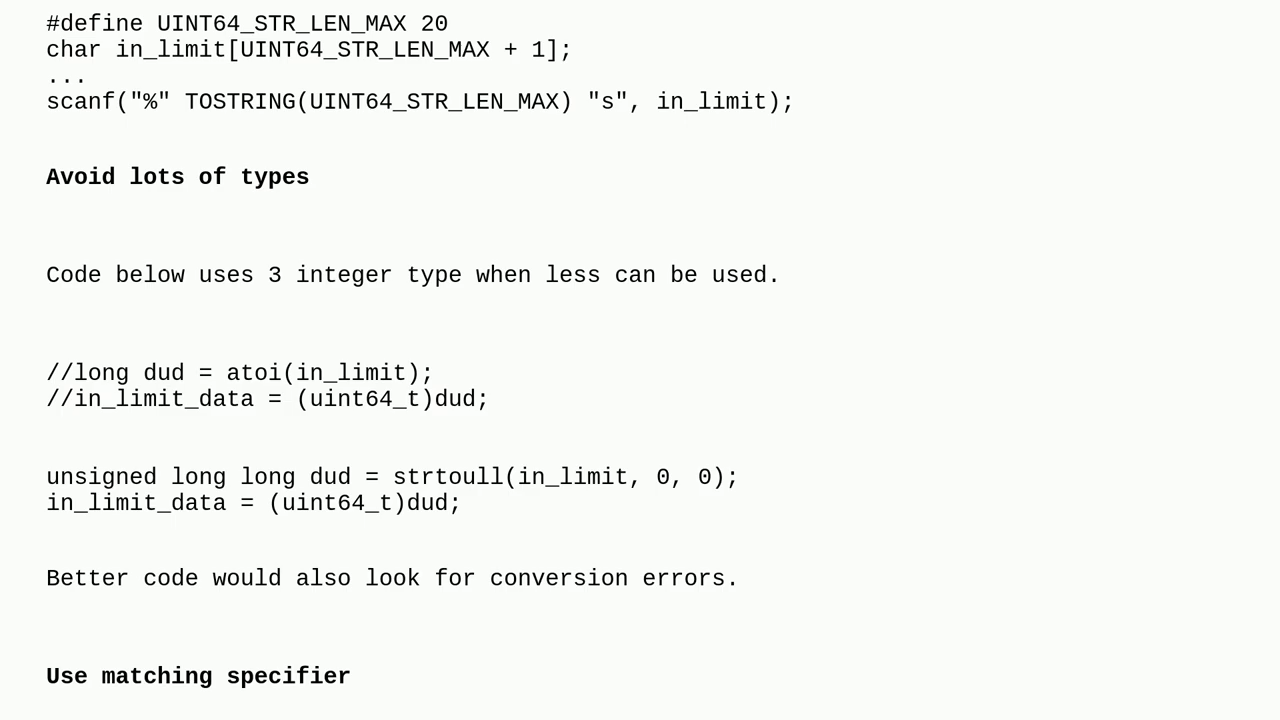 #define UINT64_STR_LEN_MAX 20
char in_limit[UINT64_STR_LEN_MAX + 1];
...
scanf("%" TOSTRING(UINT64_STR_LEN_MAX) "s", in_limit);
Avoid lots of types
Code below uses 3 integer type when less can be used.
//long dud = atoi(in_limit);
//in_limit_data = (uint64_t)dud;
unsigned long long dud = strtoull(in_limit, 0, 0);
in_limit_data = (uint64_t)dud;
Better code would also look for conversion errors.
Use matching specifier